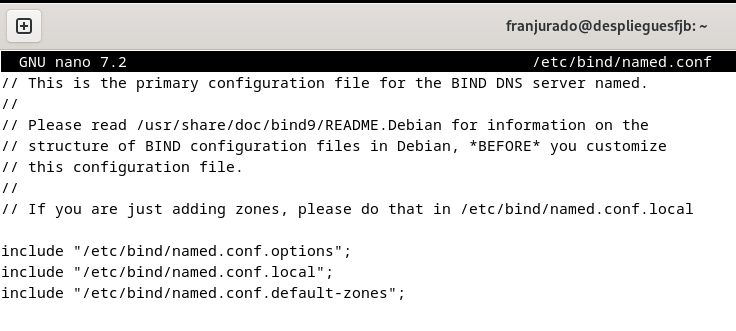 franjurado@desplieguesfjb: ~
GNU nano 7.2 /etc/bind/named.conf
// This is the primary configuration file for the BIND DNS server named.
//
// Please read /usr/share/doc/bind9/README.Debian for information on the
// structure of BIND configuration files in Debian, *BEFORE* you customize
// this configuration file.
//
// If you are just adding zones, please do that in /etc/bind/named.conf.local
include "/etc/bind/named.conf.options";
include "/etc/bind/named.conf.local";
include "/etc/bind/named.conf.default-zones";